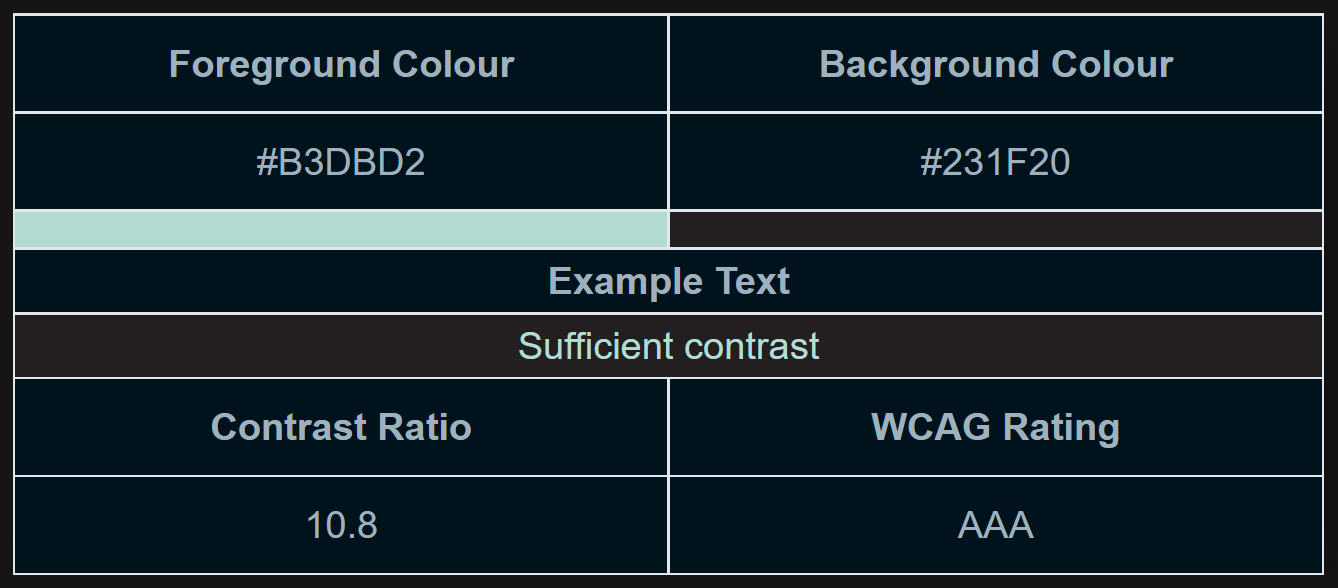 Foreground Colour Background Colour
#B3DBD2 #231F20
Example Text
Sufficient contrast
Contrast Ratio WCAG Rating
10.8 AAA